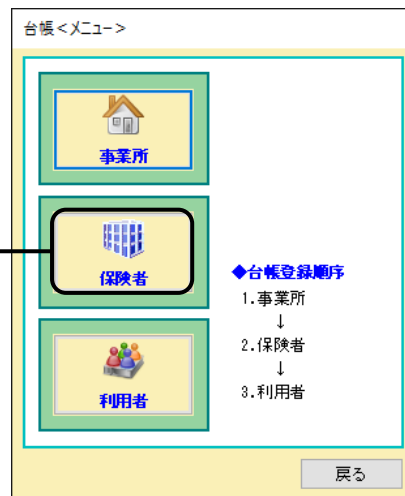 台帳<メニュー>
事業所
保険者
利用者
◆台帳登録順序
1.事業所
↓
2.保険者
↓
3.利用者
戻る